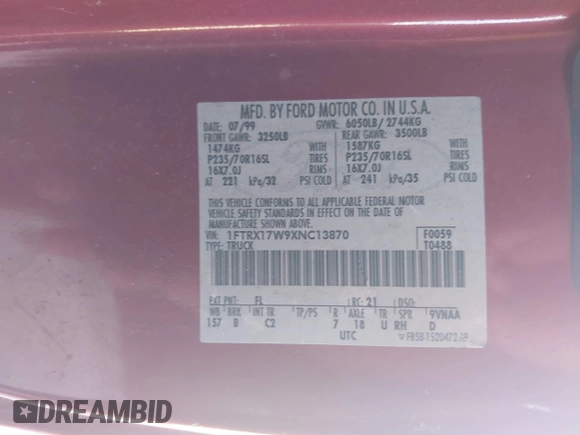 MFD. BY FORD MOTOR CO. IN U.S.A.
DATE: 07/99 GVWR: 6050LB/ 2744KG
FRONT GAWR: 3250LB REAR GAWR: 3500LB
1474KG WITH 1587KG WITH
P235/70R16SL TIRES P235/70R16SL TIRES
16X7.0J RIMS 16X7.0J RIMS
AT 221 kPa/32 PSI COLD AT 241 kPa/35 PSI COLD
THIS VEHICLE CONFORMS TO ALL APPLICABLE FEDERAL MOTOR
VEHICLE SAFETY STANDARDS IN EFFECT ON THE DATE OF
MANUFACTURE SHOWN ABOVE.
VIN: 1FTRX17W9XNC13870 F0059
TYPE: TRUCK T0488
EXT PNT: FL RC: 21 DSO:
WB BRK INT TR TP/PS R AXLE TR SPR 9VNAA
157 B C2 7 18 U RH D
UTC
DREAMBID